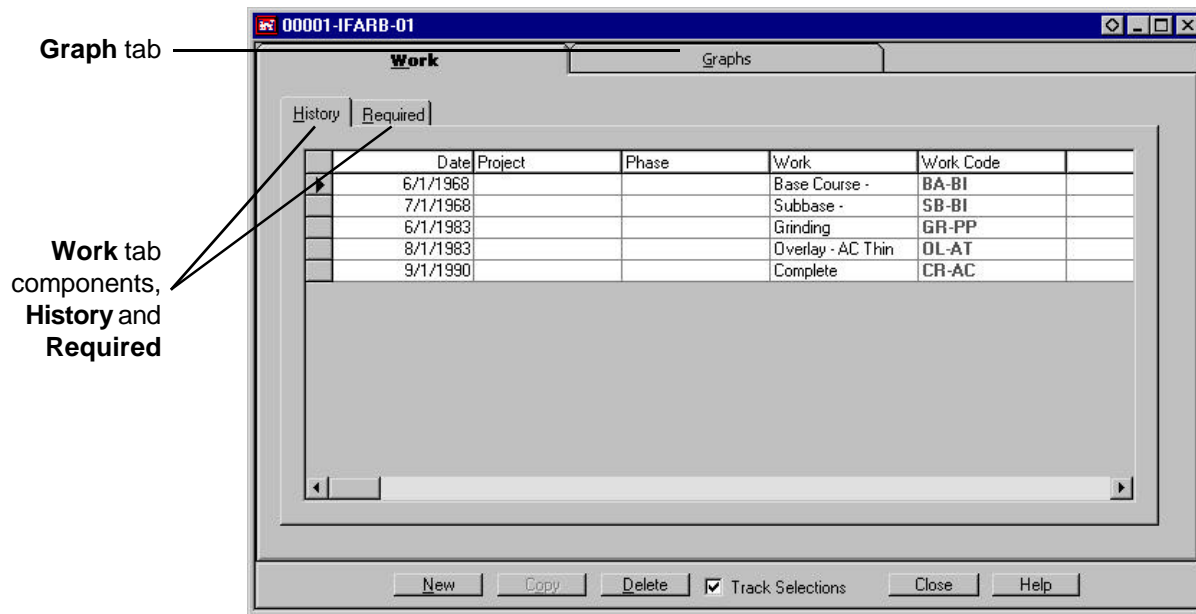 00001-IFARB-01
Graph tab
Work Graphs
History Required
Date Project Phase Work Work Code
6/1/1968 Base Course - BA-BI
7/1/1968 Subbase - SB-BI
6/1/1983 Grinding GR-PP
8/1/1983 Overlay - AC Thin OL-AT
9/1/1990 Complete CR-AC
Work tab
components,
History and
Required
New Copy Delete Track Selections Close Help